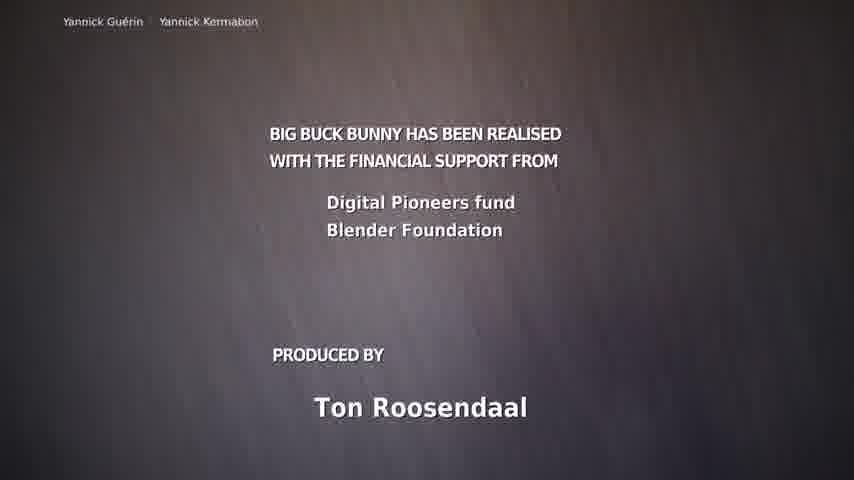 Yannick Guérin Yannick Kermabon
BIG BUCK BUNNY HAS BEEN REALISED
WITH THE FINANCIAL SUPPORT FROM
Digital Pioneers fund
Blender Foundation
PRODUCED BY
Ton Roosendaal